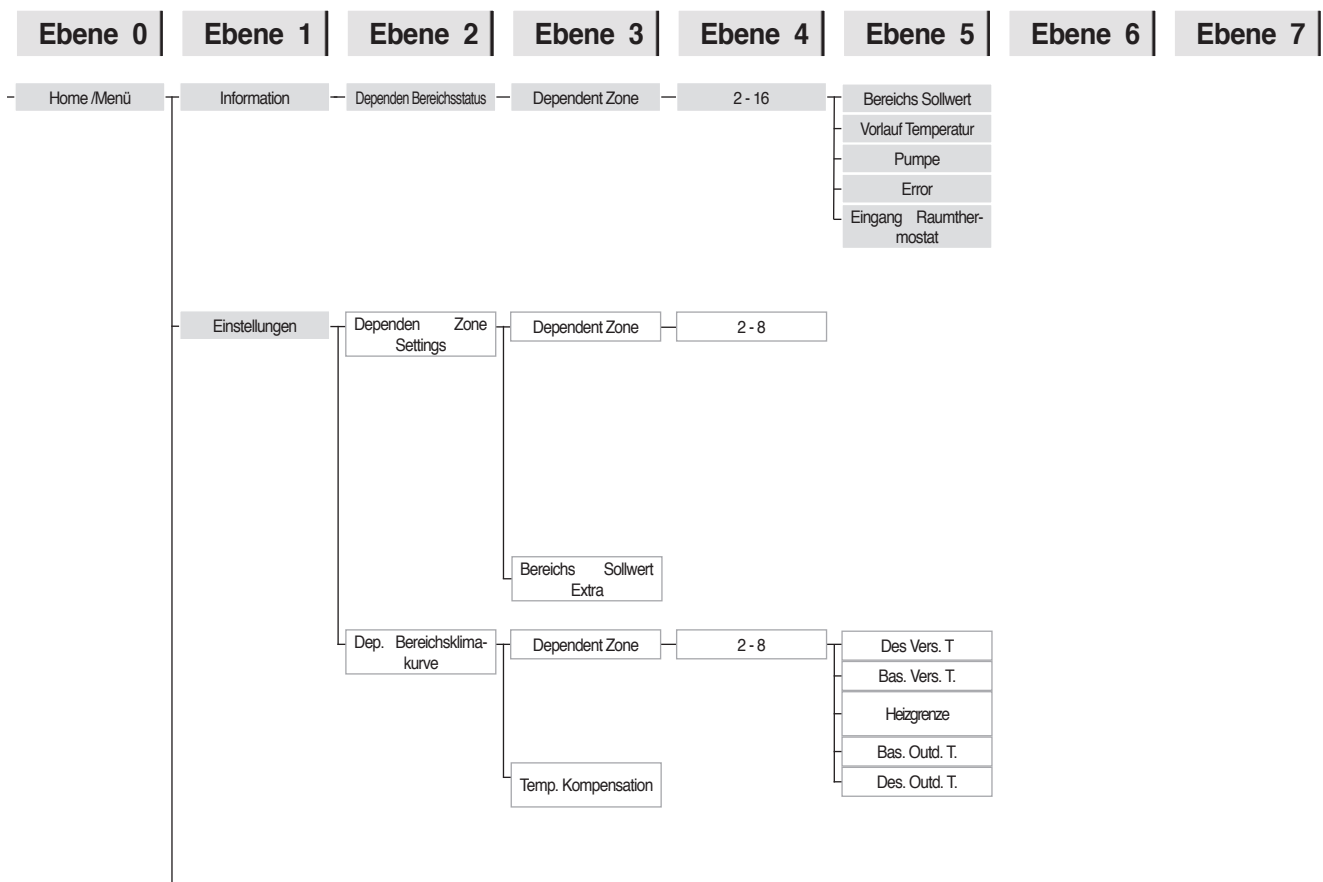 Ebene 0 Ebene 1 Ebene 2 Ebene 3 Ebene 4 Ebene 5 Ebene 6 Ebene 7
Home /Menü Information Dependen Bereichsstatus Dependent Zone 2 - 16 Bereichs Sollwert
Vorlauf Temperatur
Pumpe
Error
Eingang Raumther-
mostat
Einstellungen Dependen Zone
Settings
Dependent Zone 2 - 8
Bereichs Sollwert
Extra
Dep. Bereichsklima-
kurve
Dependent Zone 2 - 8 Des Vers. T
Bas. Vers. T.
Heizgrenze
Bas. Outd. T.
Des. Outd. T.
Temp. Kompensation